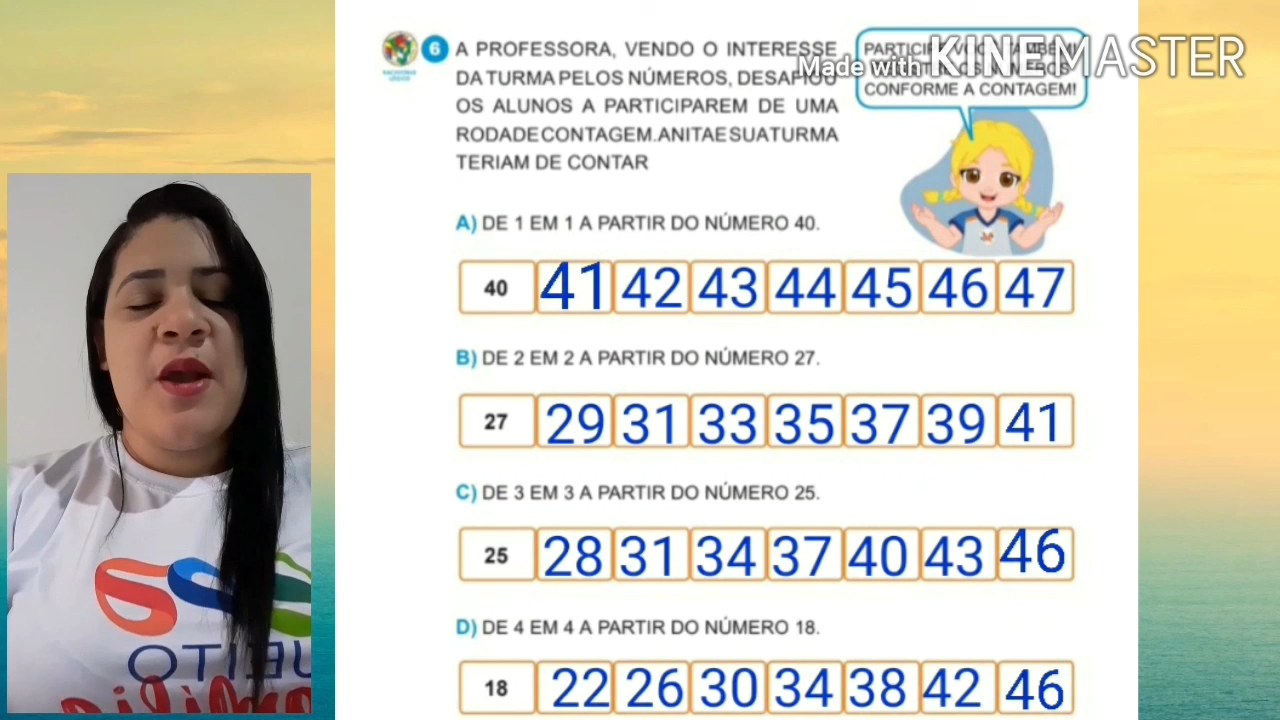 6 A PROFESSORA, VENDO O INTERESSE
DA TURMA PELOS NÚMEROS, DESAFIOU
OS ALUNOS A PARTICIPAREM DE UMA
RODA DE CONTAGEM. ANITA E SUA TURMA
TERIAM DE CONTAR
CONFORME A CONTAGEM!
Made with KINEMASTER
A) DE 1 EM 1 A PARTIR DO NÚMERO 40.
40 41 42 43 44 45 46 47
B) DE 2 EM 2 A PARTIR DO NÚMERO 27.
27 29 31 33 35 37 39 41
C) DE 3 EM 3 A PARTIR DO NÚMERO 25.
25 28 31 34 37 40 43 46
D) DE 4 EM 4 A PARTIR DO NÚMERO 18.
18 22 26 30 34 38 42 46